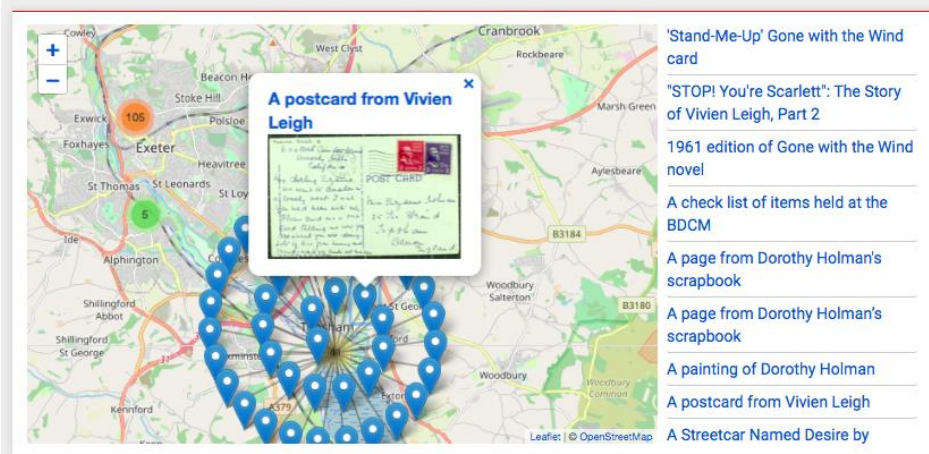 +
−
Cowley
West Clyst
Cranbrook
Rockbeare
Beacon
Stoke Hill
Marsh Green
Exwick
105
Polsloe
Foxhayes
Exeter
Heavitree
Aylesbeare
St Thomas
St Leonards
St Loy
5
Ide
Alphington
B3184
Woodbury
Salterton
B3180
Shillingford
Abbot
St Geor
Shillingford
St George
Woodbury
Woodbury
Common
Kennford
A379
Leaflet | © OpenStreetMap
×
A postcard from Vivien
Leigh
POST CARD
'Stand-Me-Up' Gone with the Wind
card
"STOP! You're Scarlett": The Story
of Vivien Leigh, Part 2
1961 edition of Gone with the Wind
novel
A check list of items held at the
BDCM
A page from Dorothy Holman's
scrapbook
A page from Dorothy Holman’s
scrapbook
A painting of Dorothy Holman
A postcard from Vivien Leigh
A Streetcar Named Desire by